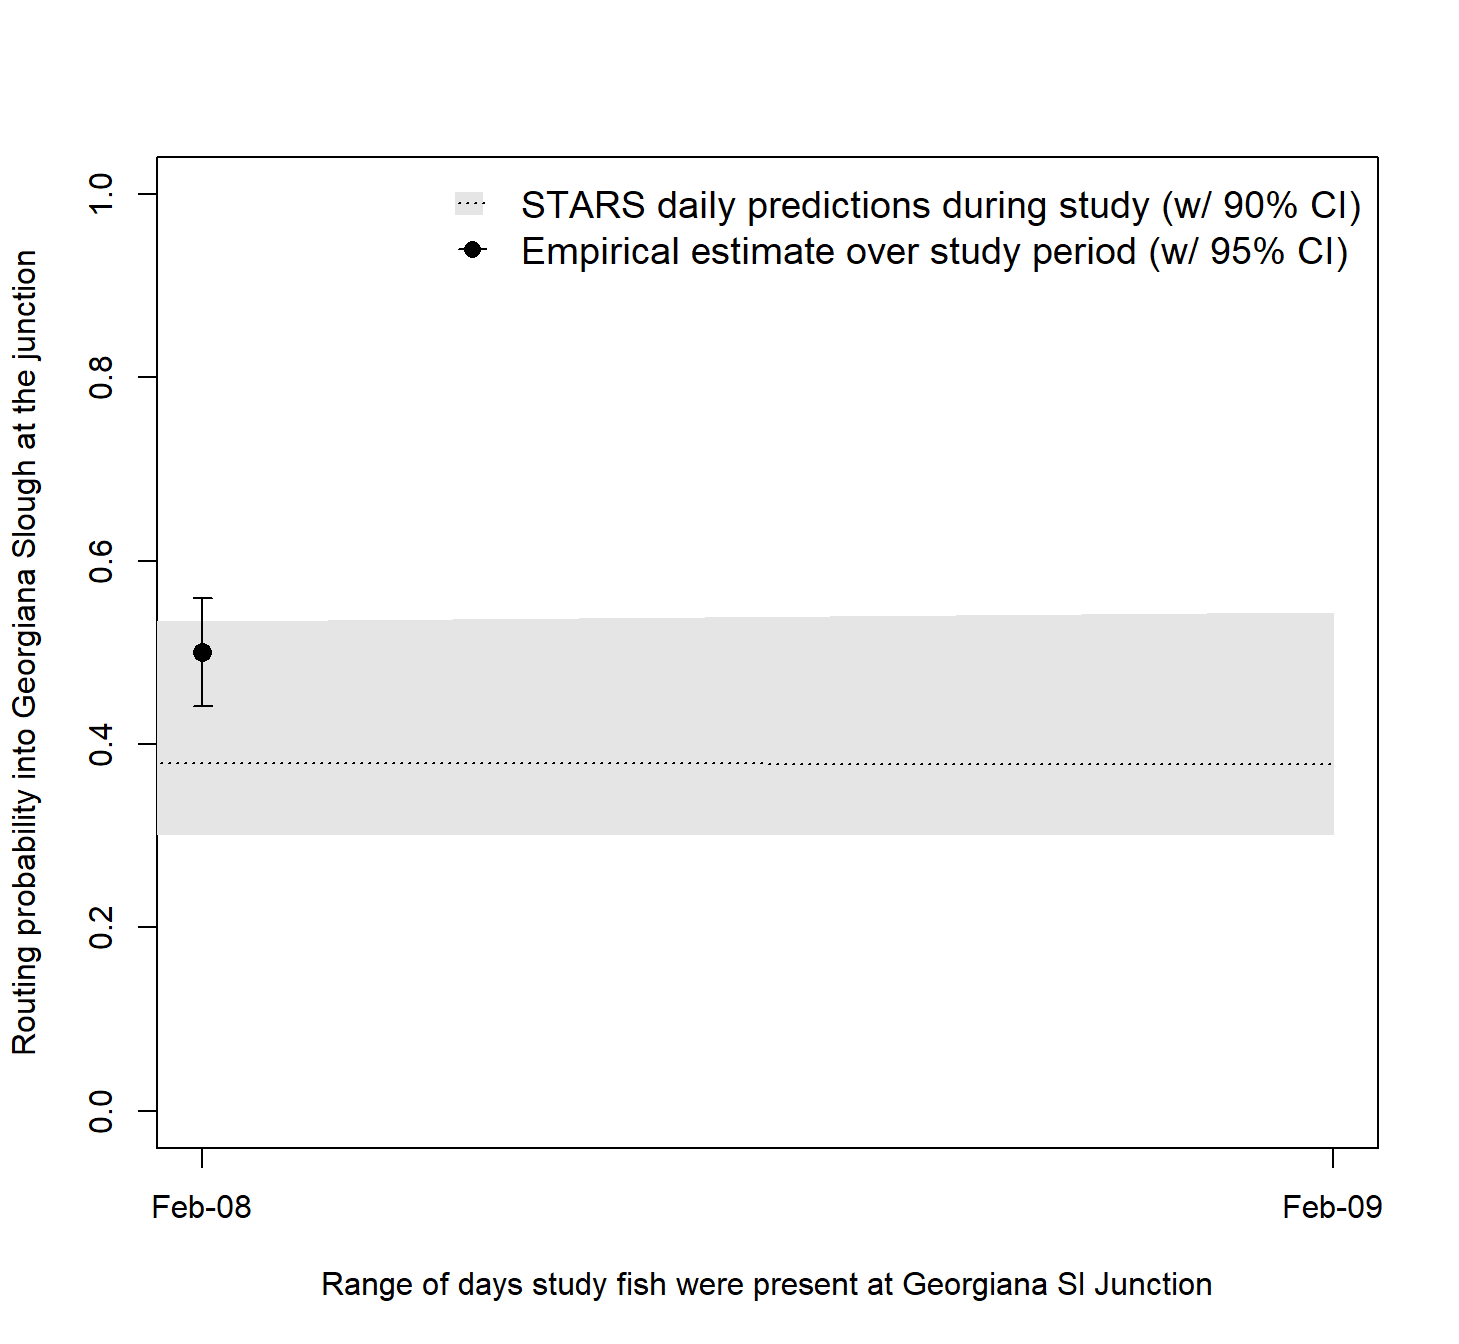 STARS daily predictions during study (w/ 90% CI)
Empirical estimate over study period (w/ 95% CI)
Routing probability into Georgiana Slough at the junction
1.0
0.8
0.6
0.4
0.2
0.0
Feb-08 Feb-09
Range of days study fish were present at Georgiana Sl Junction